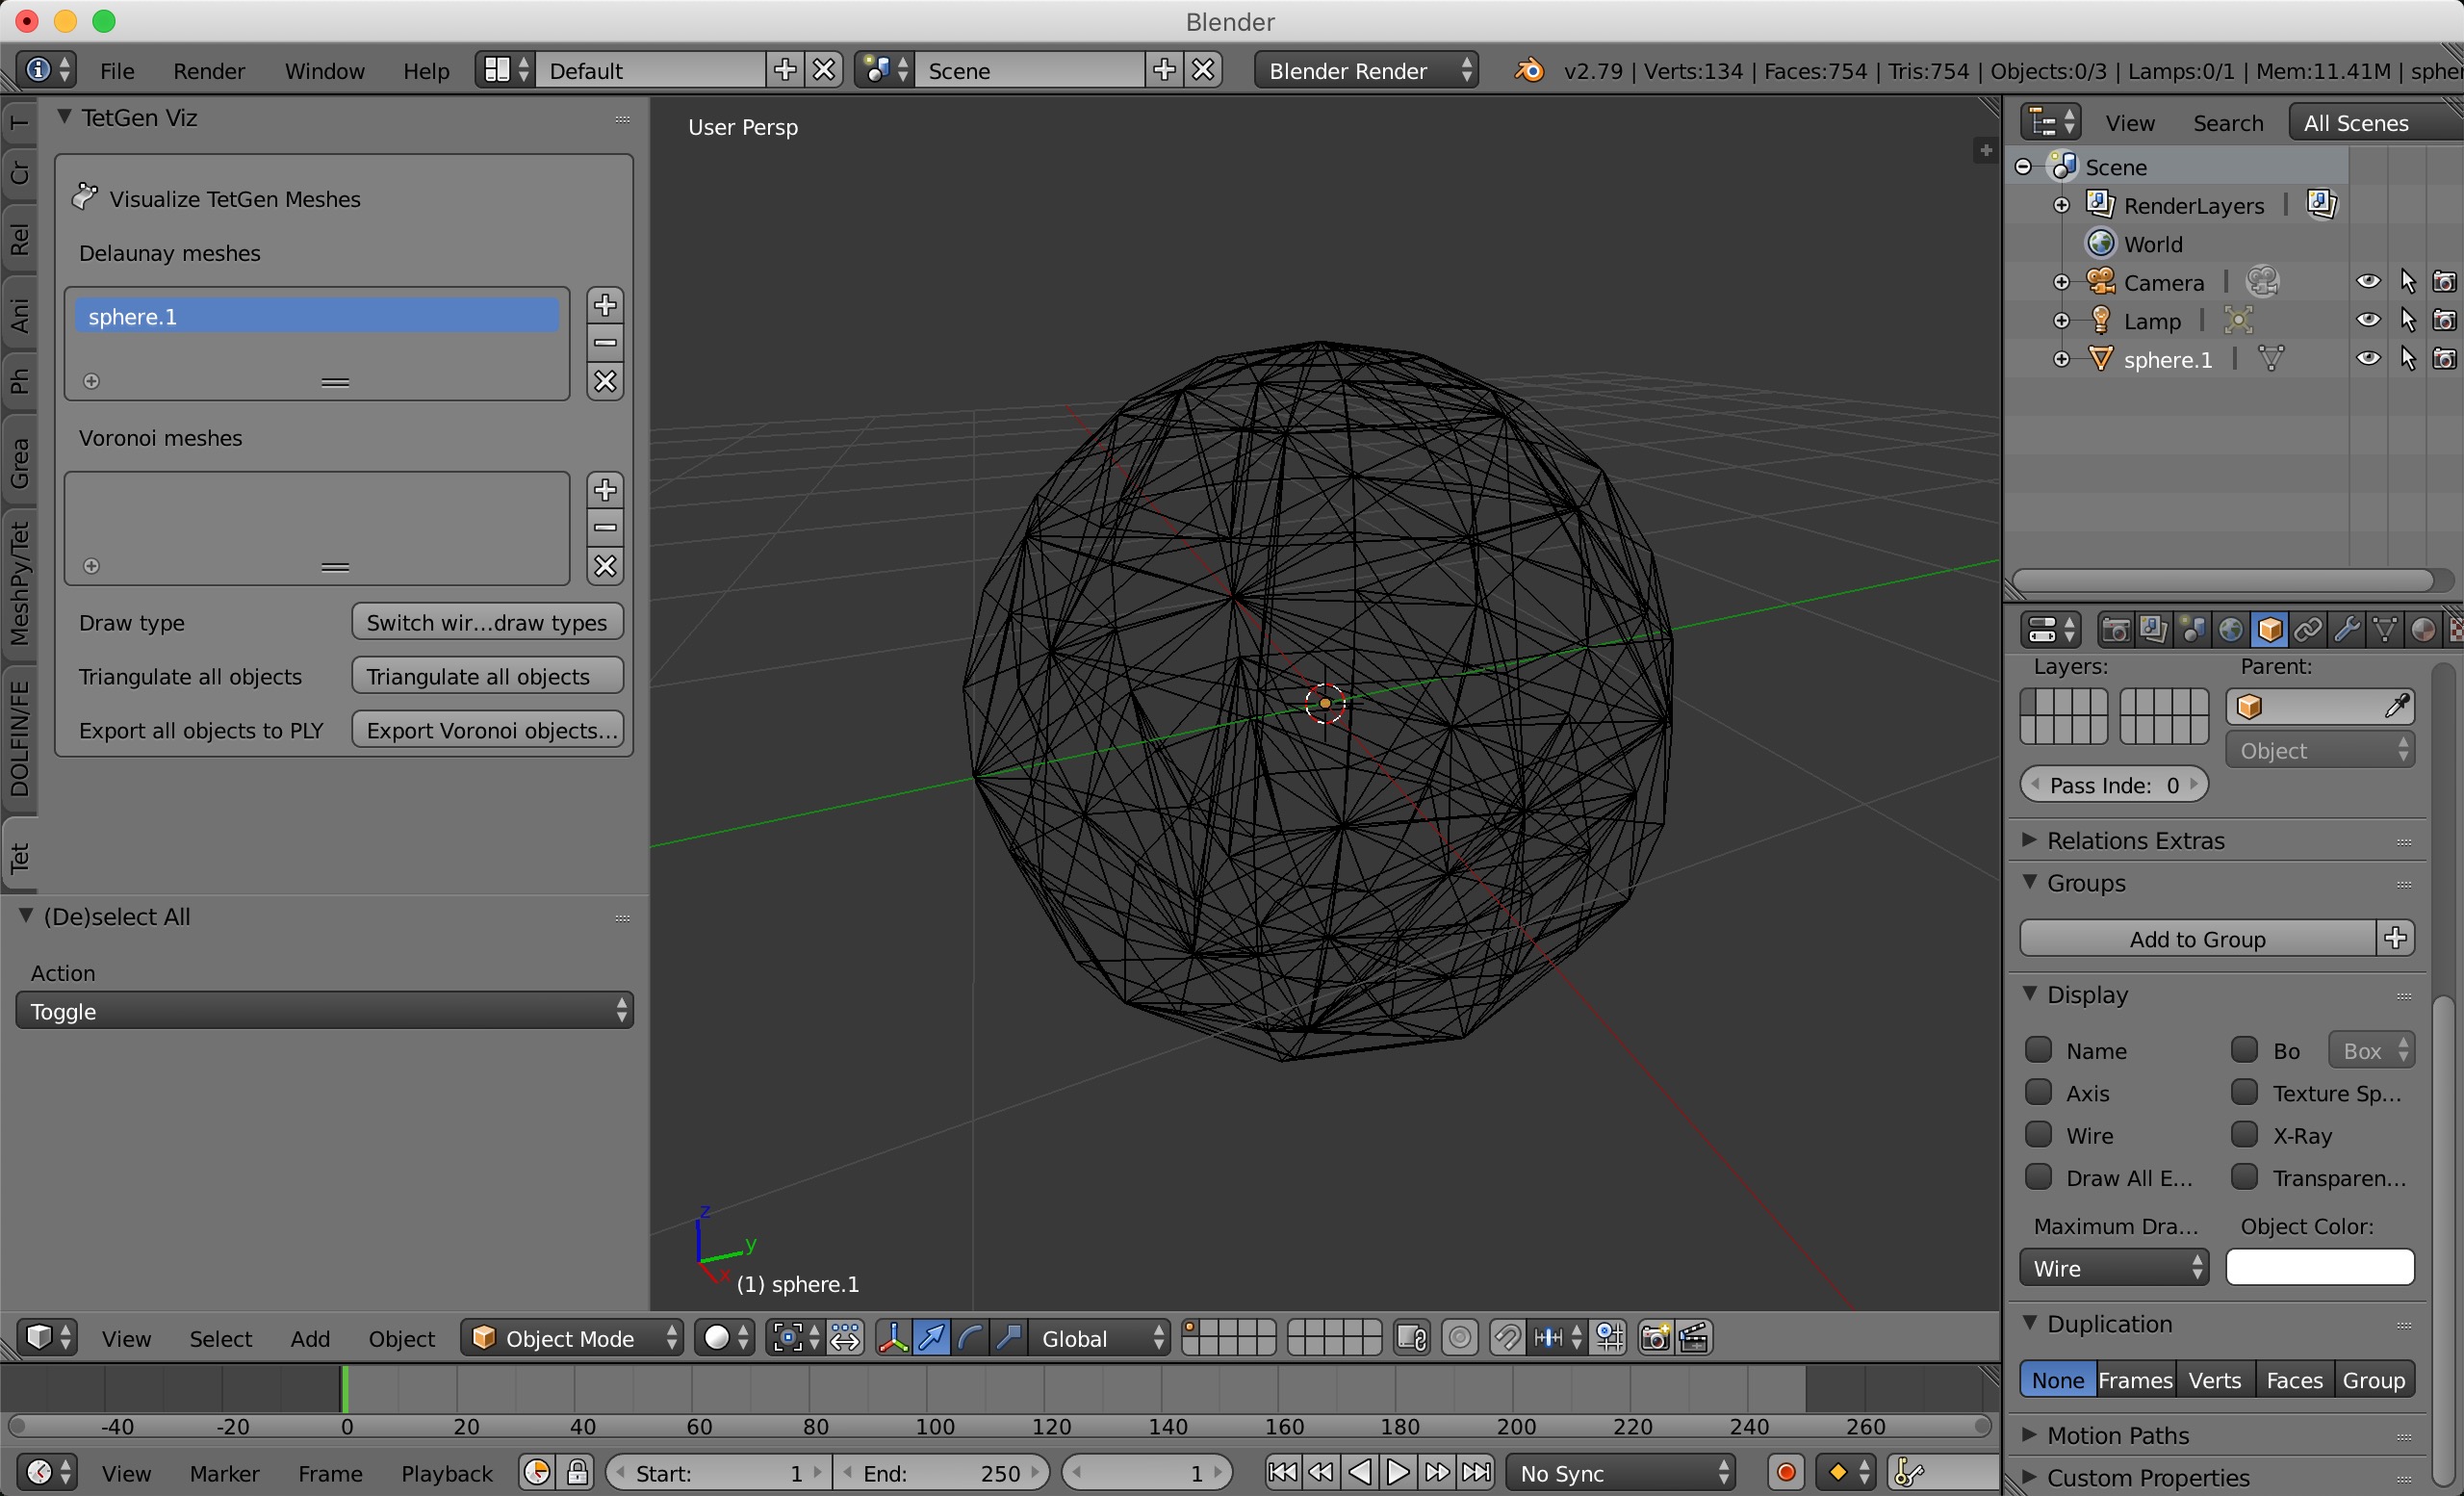 Blender
File Render Window Help Default Scene Blender Render v2.79 | Verts:134 | Faces:754 | Tris:754 | Objects:0/3 | Lamps:0/1 | Mem:11.41M | spher
T
Cr
Rel
Ani
Ph
Grea
MeshPy/Tet
DOLFIN/FE
Tet
TetGen Viz
Visualize TetGen Meshes
Delaunay meshes
sphere.1
Voronoi meshes
Draw type Switch wir...draw types
Triangulate all objects Triangulate all objects
Export all objects to PLY Export Voronoi objects...
(De)select All
Action
Toggle
User Persp
z
y
x
(1) sphere.1
View Select Add Object Object Mode Global
-40 -20 0 20 40 60 80 100 120 140 160 180 200 220 240 260
View Marker Frame Playback Start: 1 End: 250 1 No Sync
View Search All Scenes
Scene
RenderLayers
World
Camera
Lamp
sphere.1
Layers: Parent:
Object
Pass Inde: 0
Relations Extras
Groups
Add to Group
Display
Name Bo Box
Axis Texture Sp...
Wire X-Ray
Draw All E... Transparen...
Maximum Dra... Object Color:
Wire
Duplication
None Frames Verts Faces Group
Motion Paths
Custom Properties